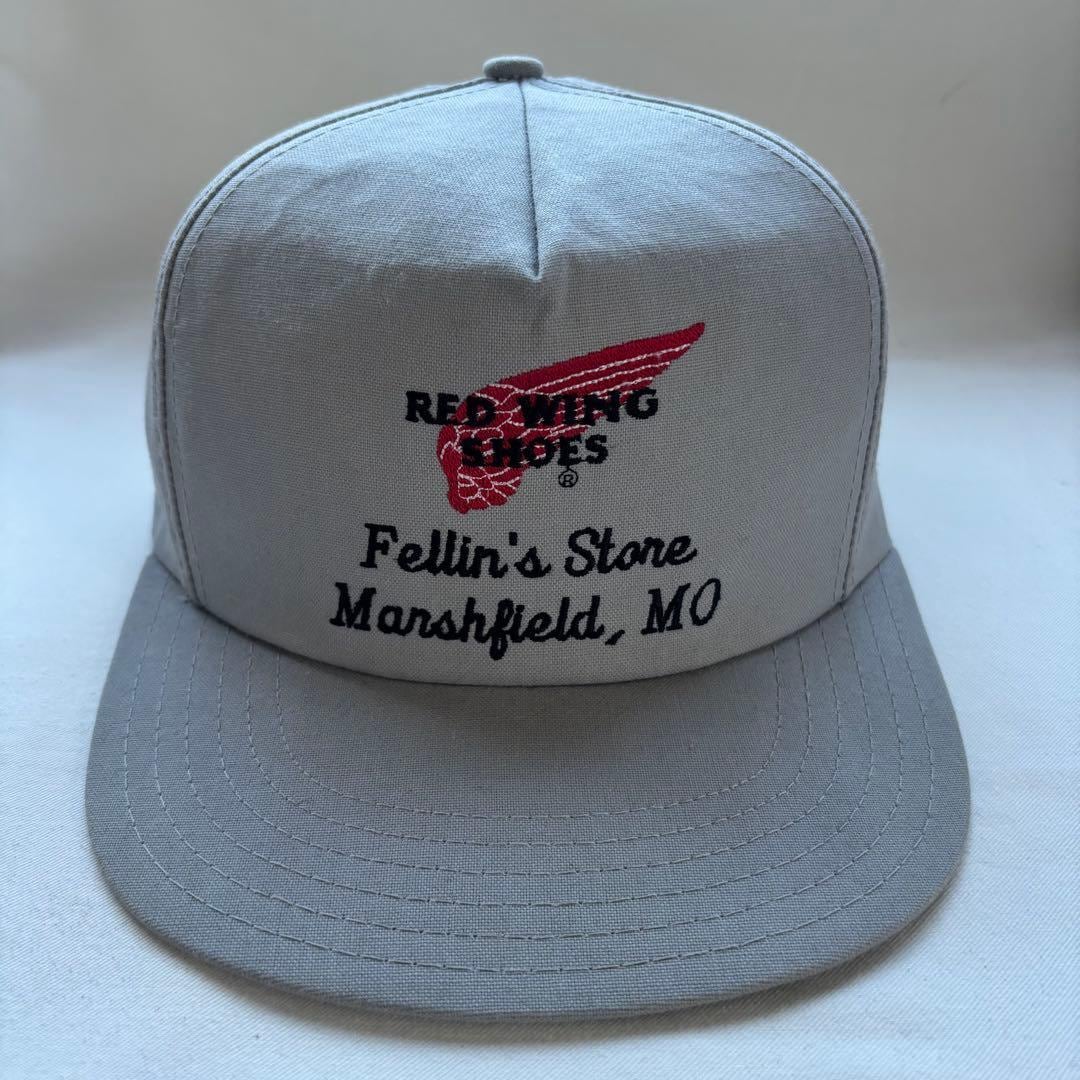 RED WING
SHOES
®
Fellin's Store
Marshfield, MO